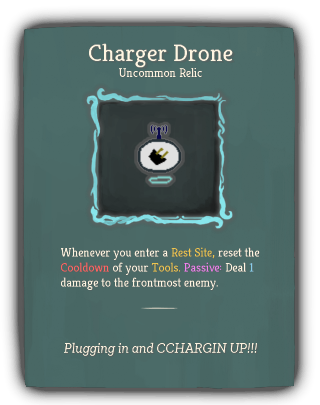 Charger Drone
Uncommon Relic
Whenever you enter a Rest Site, reset the
Cooldown of your Tools. Passive: Deal 1
damage to the frontmost enemy.
Plugging in and CCHARGIN UP!!!